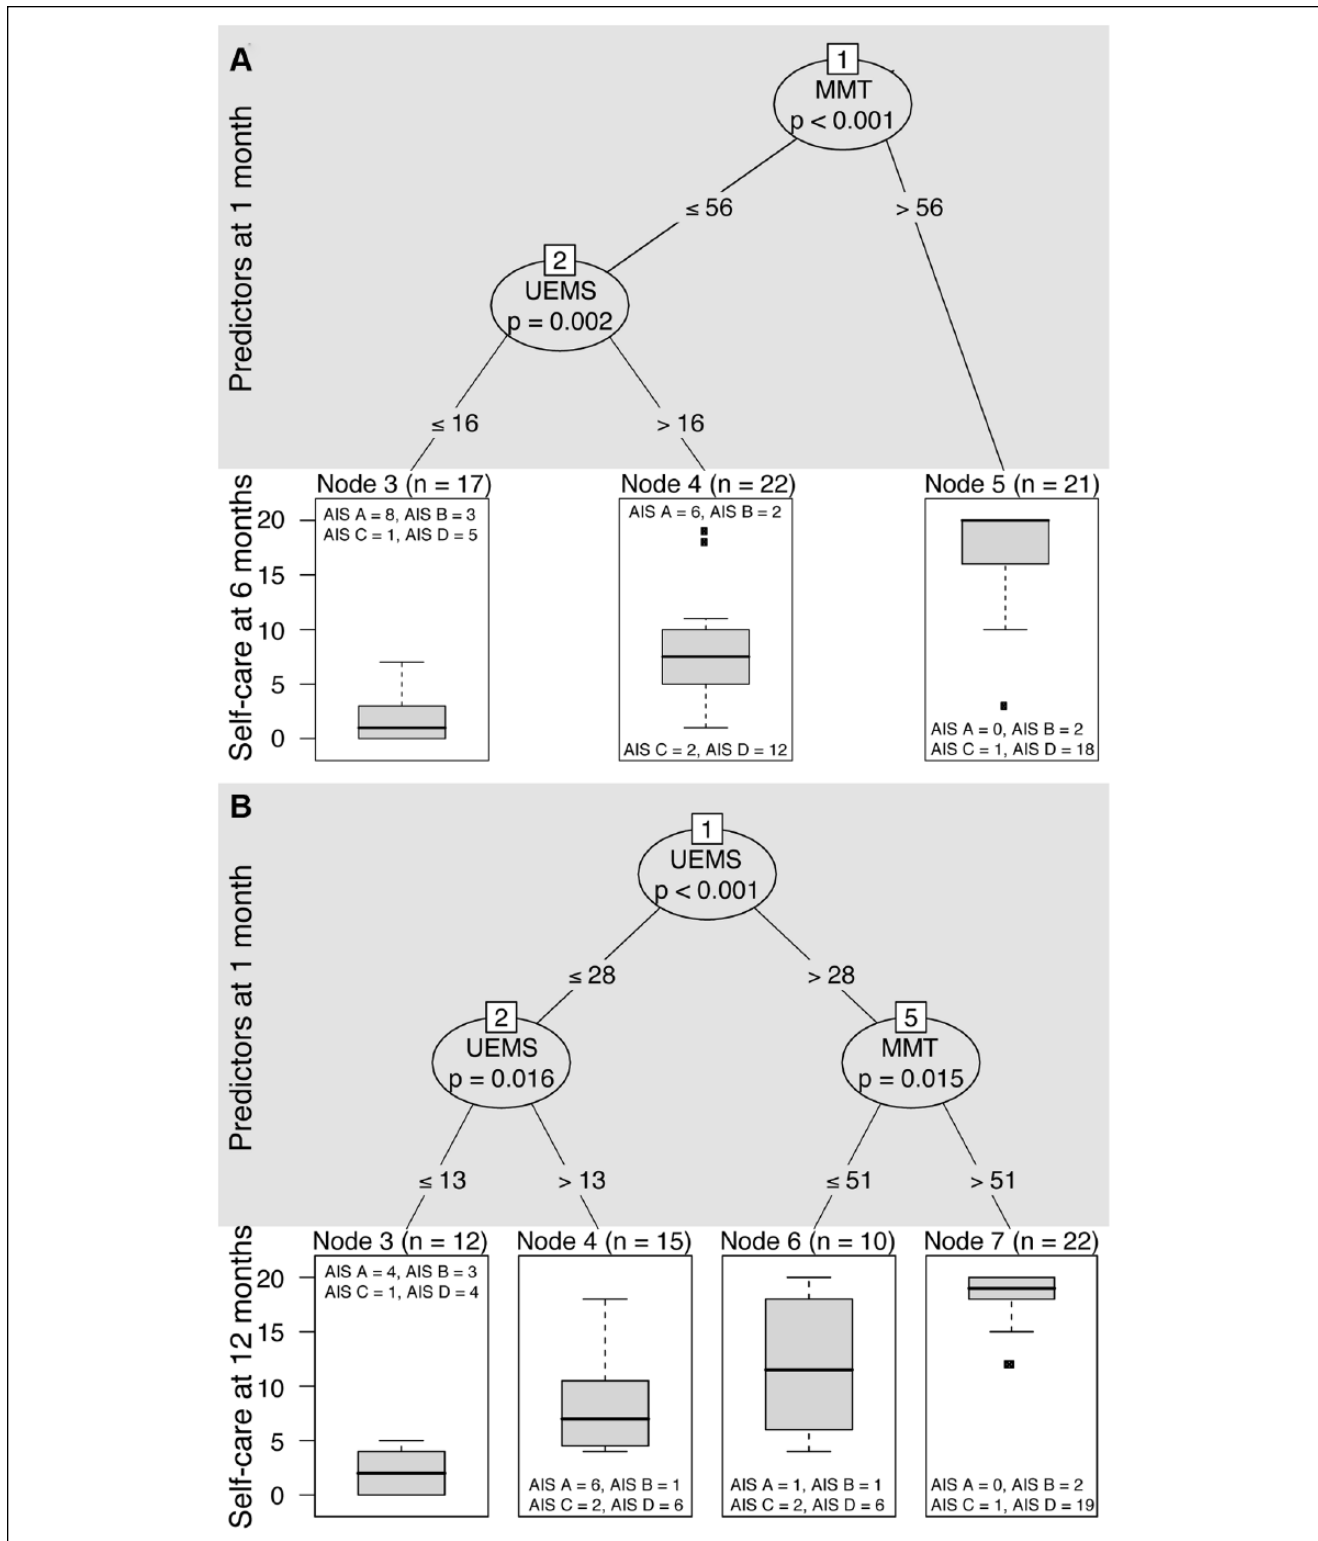 A
Predictors at 1 month
1
MMT
p < 0.001
≤ 56
> 56
2
UEMS
p = 0.002
≤ 16
> 16
Self-care at 6 months
20
15
10
5
0
Node 3 (n = 17)
AIS A = 8, AIS B = 3
AIS C = 1, AIS D = 5
Node 4 (n = 22)
AIS A = 6, AIS B = 2
AIS C = 2, AIS D = 12
Node 5 (n = 21)
AIS A = 0, AIS B = 2
AIS C = 1, AIS D = 18
B
Predictors at 1 month
1
UEMS
p < 0.001
≤ 28
> 28
2
UEMS
p = 0.016
5
MMT
p = 0.015
≤ 13
> 13
≤ 51
> 51
Self-care at 12 months
20
15
10
5
0
Node 3 (n = 12)
AIS A = 4, AIS B = 3
AIS C = 1, AIS D = 4
Node 4 (n = 15)
AIS A = 6, AIS B = 1
AIS C = 2, AIS D = 6
Node 6 (n = 10)
AIS A = 1, AIS B = 1
AIS C = 2, AIS D = 6
Node 7 (n = 22)
AIS A = 0, AIS B = 2
AIS C = 1, AIS D = 19